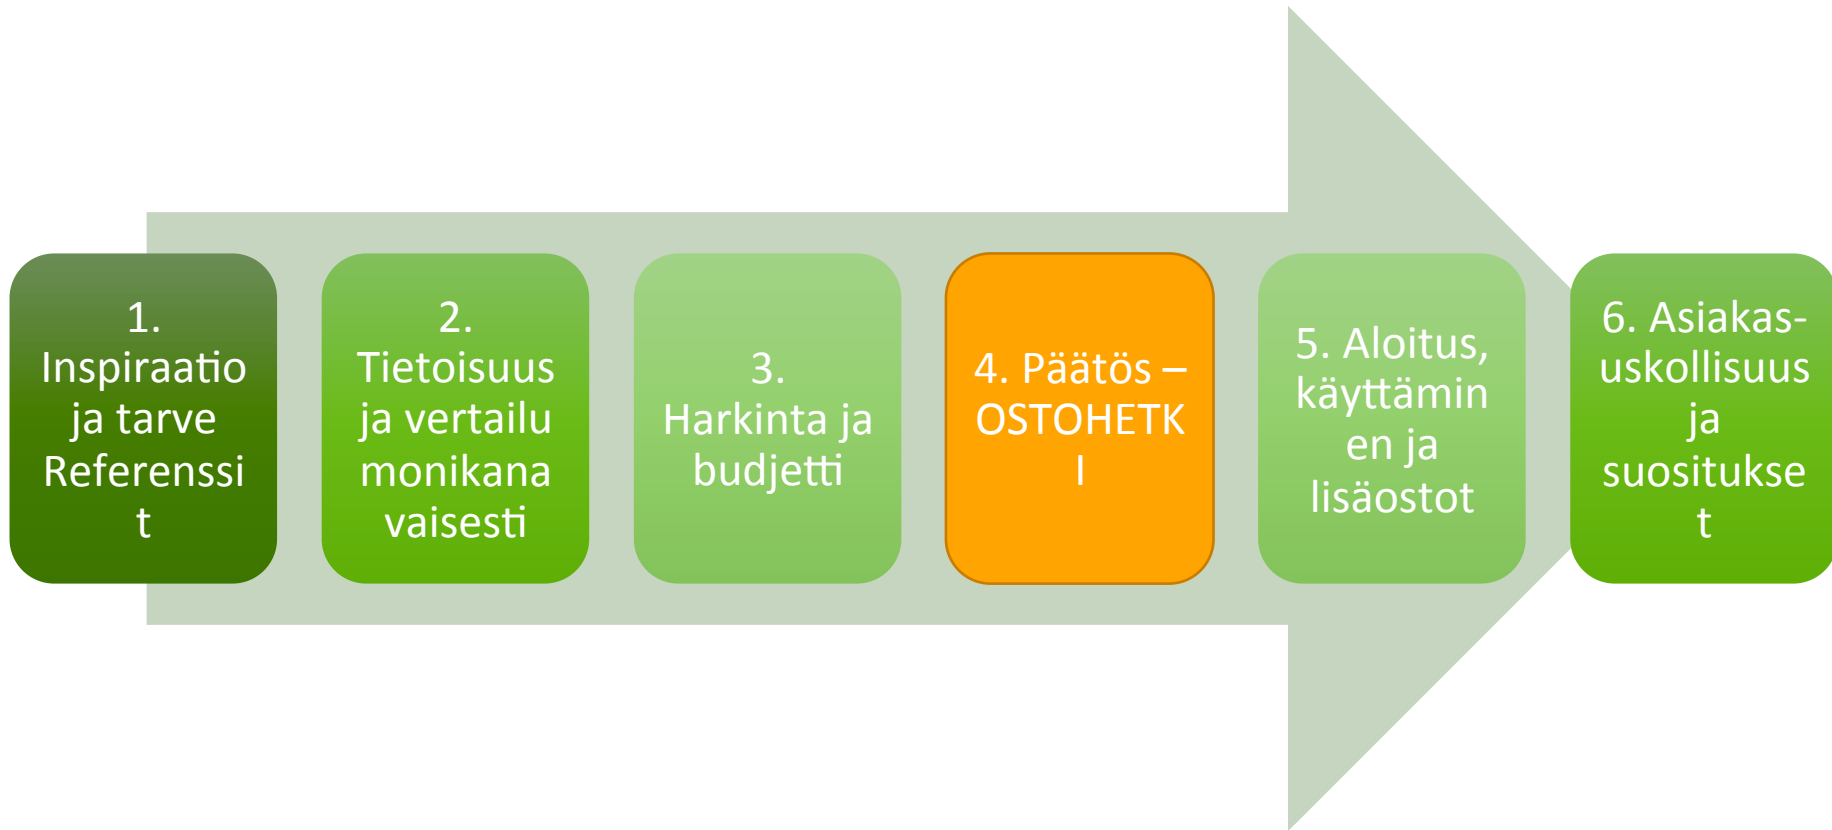 1.
Inspiraatio
ja tarve
Referenssi
t
2.
Tietoisuus
ja vertailu
monikana
vaisesti
3.
Harkinta ja
budjetti
4. Päätös –
OSTOHETK
I
5. Aloitus,
käyttämin
en ja
lisäostot
6. Asiakas-
uskollisuus
ja
suositukse
t